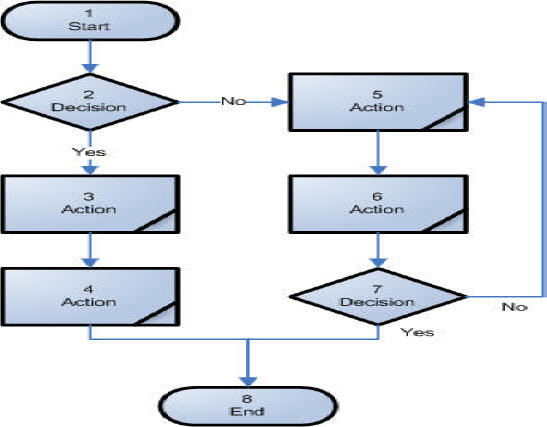 1
Start
2
Decision
No
5
Action
Yes
3
Action
6
Action
4
Action
7
Decision
No
Yes
8
End